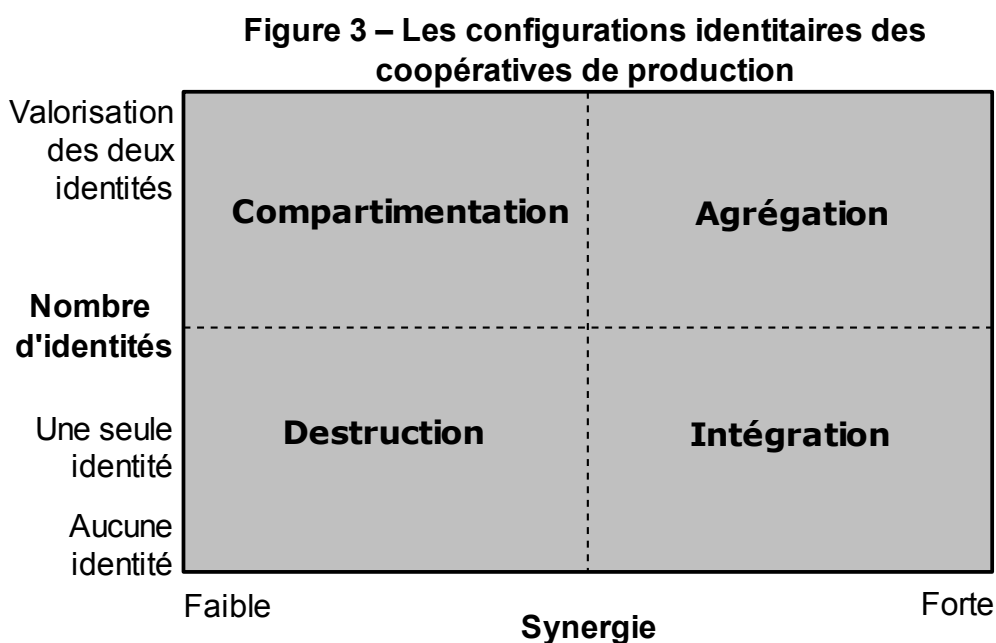 Figure 3 – Les configurations identitaires des
coopératives de production
Valorisation
des deux
identités
Compartimentation
Agrégation
Nombre
d'identités
Une seule
identité
Destruction
Intégration
Aucune
identité
Faible
Forte
Synergie